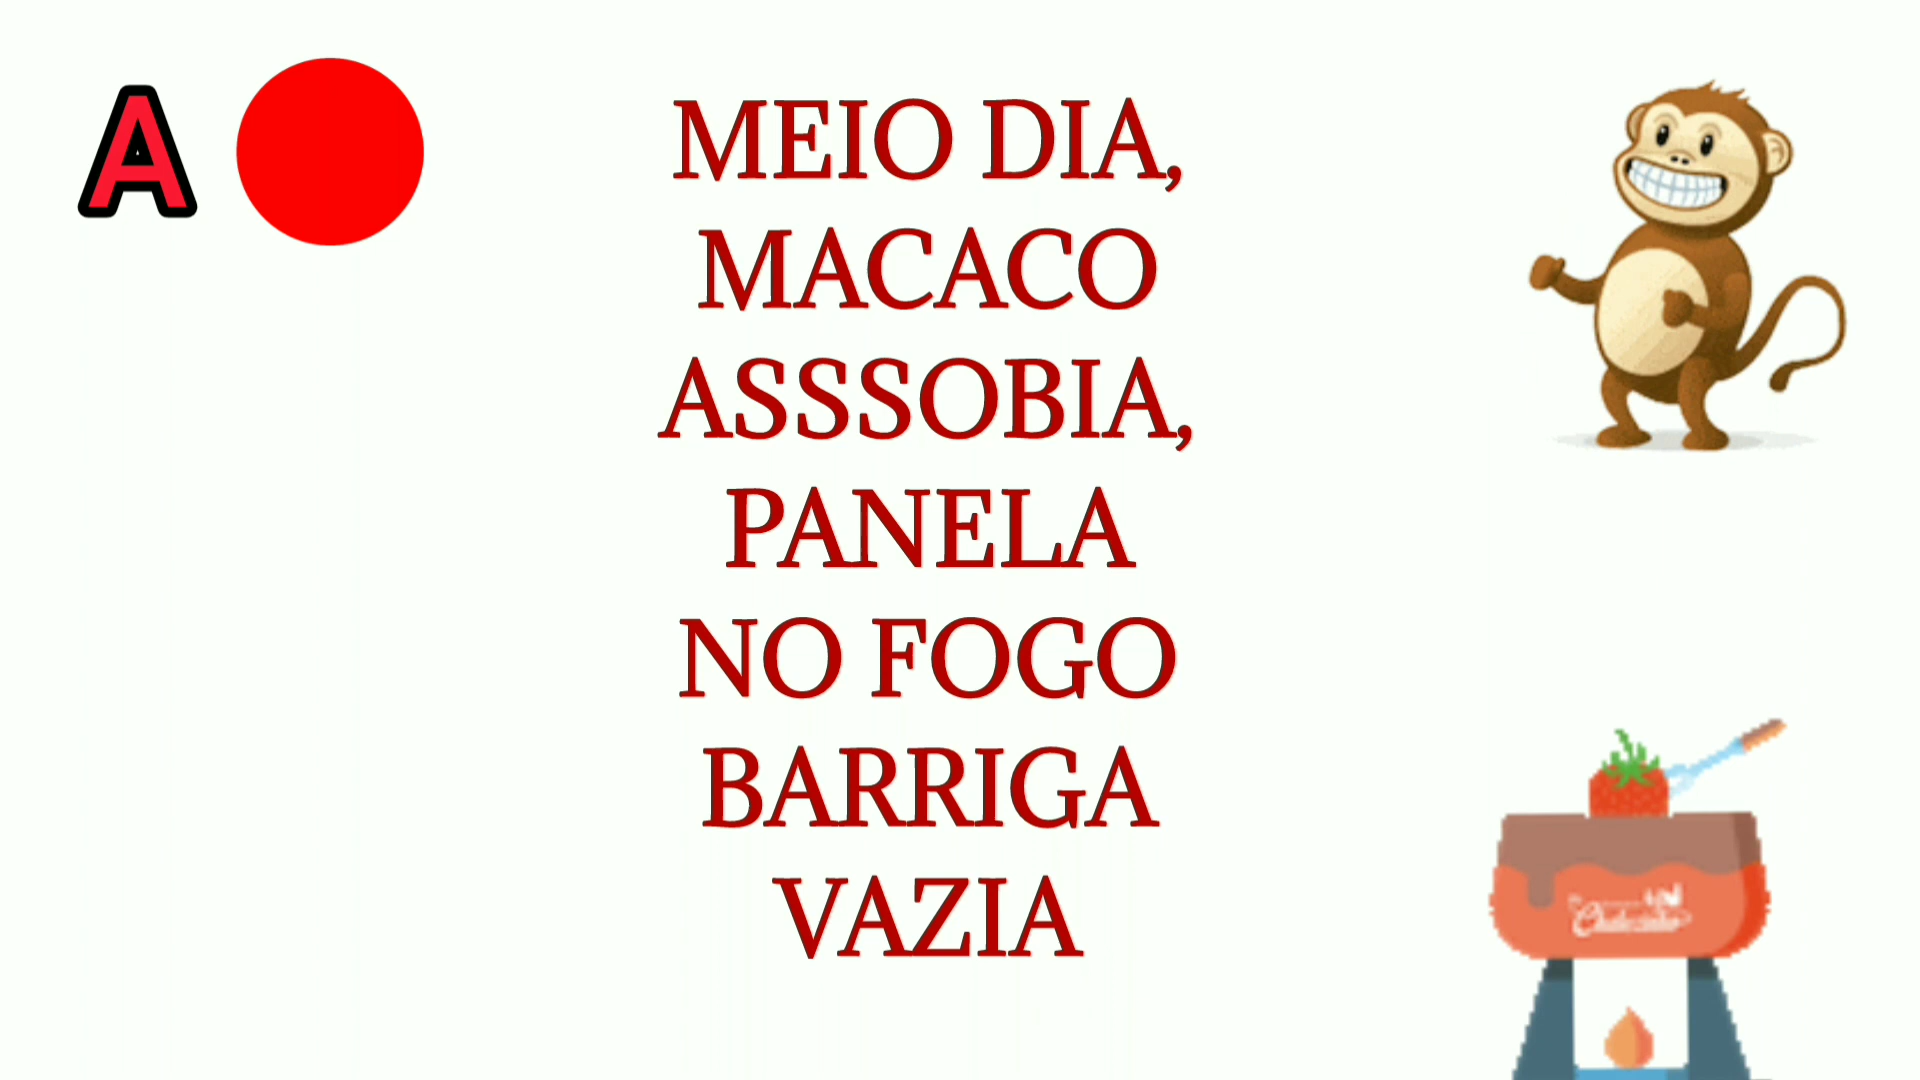 A
MEIO DIA,
MACACO
ASSSOBIA,
PANELA
NO FOGO
BARRIGA
VAZIA